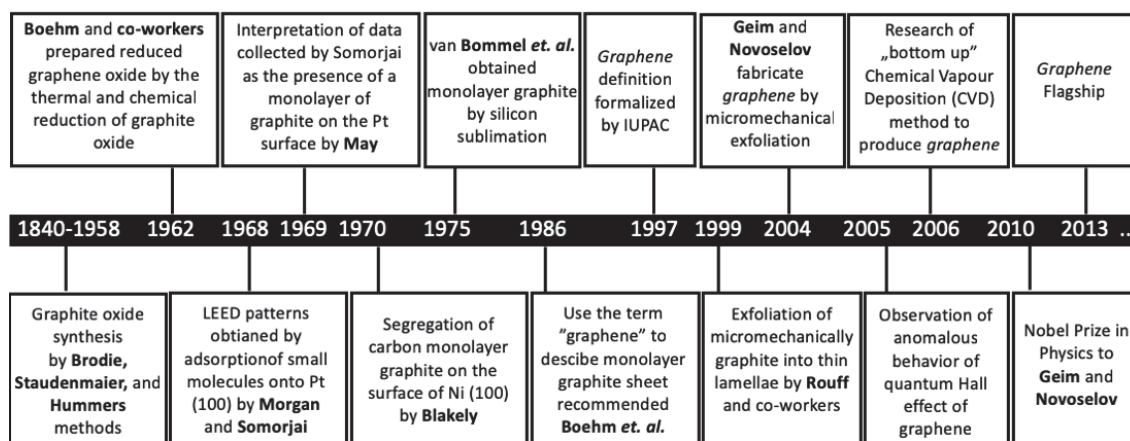 Boehm and co-workers
prepared reduced
graphene oxide by the
thermal and chemical
reduction of graphite
oxide
Interpretation of data
collected by Somorjai
as the presence of a
monolayer of
graphite on the Pt
surface by May
van Bommel et. al.
obtained
monolayer graphite
by silicon
sublimation
Graphene
definition
formalized
by IUPAC
Geim and
Novoselov
fabricate
graphene by
micromechanical
exfoliation
Research of
„bottom up"
Chemical Vapour
Deposition (CVD)
method to
produce graphene
Graphene
Flagship
1840-1958 1962 1968 1969 1970 1975 1986 1997 1999 2004 2005 2006 2010 2013 ..
Graphite oxide
synthesis
by Brodie,
Staudenmaier, and
Hummers
methods
LEED patterns
obtianed by
adsorptionof small
molecules onto Pt
(100) by Morgan
and Somorjai
Segregation of
carbon monolayer
graphite on the
surface of Ni (100)
by Blakely
Use the term
"graphene" to
descibe monolayer
graphite sheet
recommended
Boehm et. al.
Exfoliation of
micromechanically
graphite into thin
lamellae by Rouff
and co-workers
Observation of
anomalous
behavior of
quantum Hall
effect of
graphene
Nobel Prize in
Physics to
Geim and
Novoselov